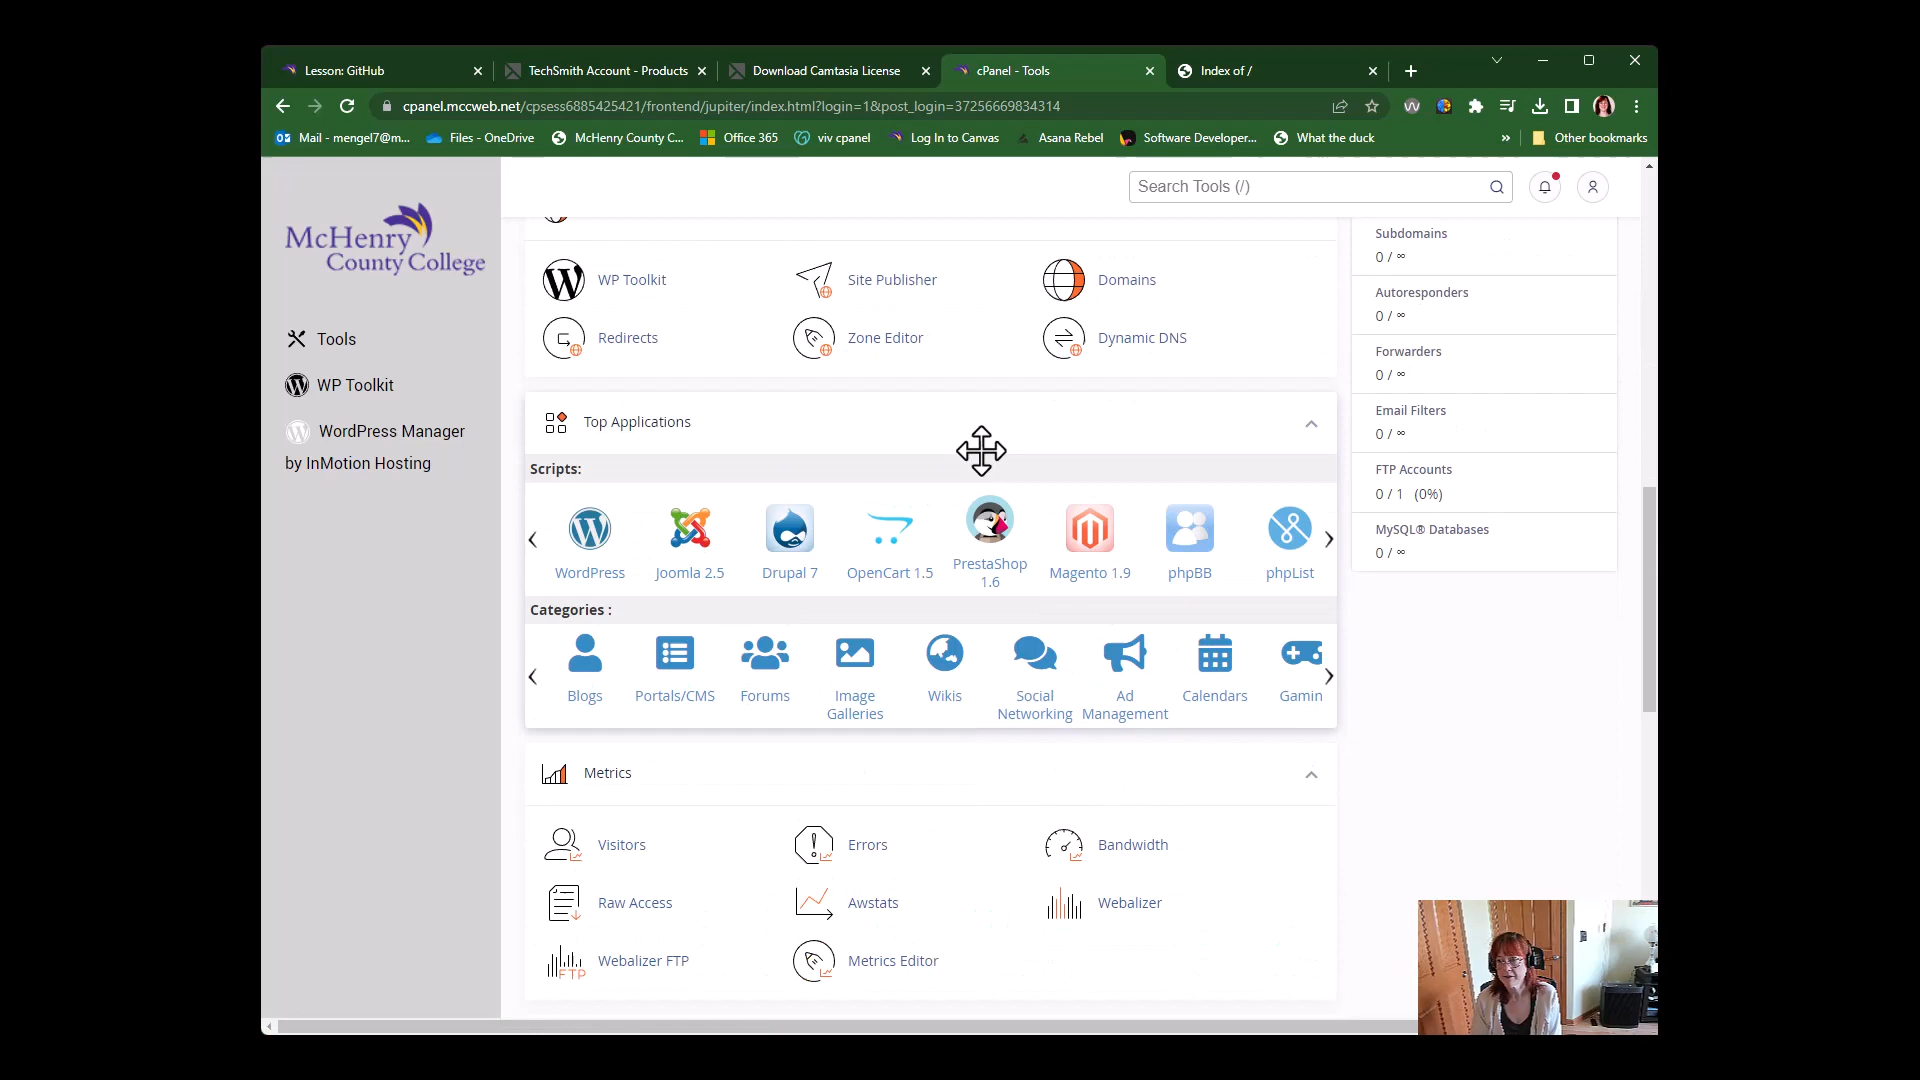 Lesson: GitHub
TechSmith Account - Products
Download Camtasia License
cPanel - Tools
Index of /
cpanel.mccweb.net/cpsess6885425421/frontend/jupiter/index.html?login=1&post_login=37256669834314
Mail - mengel7@m...
Files - OneDrive
McHenry County C...
Office 365
viv cpanel
Log In to Canvas
Asana Rebel
Software Developer...
What the duck
»
Other bookmarks
McHenry
County College
Tools
WP Toolkit
WordPress Manager
by InMotion Hosting
Search Tools (/)
WP Toolkit
Site Publisher
Domains
Redirects
Zone Editor
Dynamic DNS
Top Applications
Scripts:
WordPress
Joomla 2.5
Drupal 7
OpenCart 1.5
PrestaShop
1.6
Magento 1.9
phpBB
phpList
Categories :
Blogs
Portals/CMS
Forums
Image
Galleries
Wikis
Social
Networking
Ad
Management
Calendars
Gamin
Metrics
Visitors
Errors
Bandwidth
Raw Access
Awstats
Webalizer
FTP
Webalizer FTP
Metrics Editor
Subdomains
0 / ∞
Autoresponders
0 / ∞
Forwarders
0 / ∞
Email Filters
0 / ∞
FTP Accounts
0 / 1 (0%)
MySQL® Databases
0 / ∞